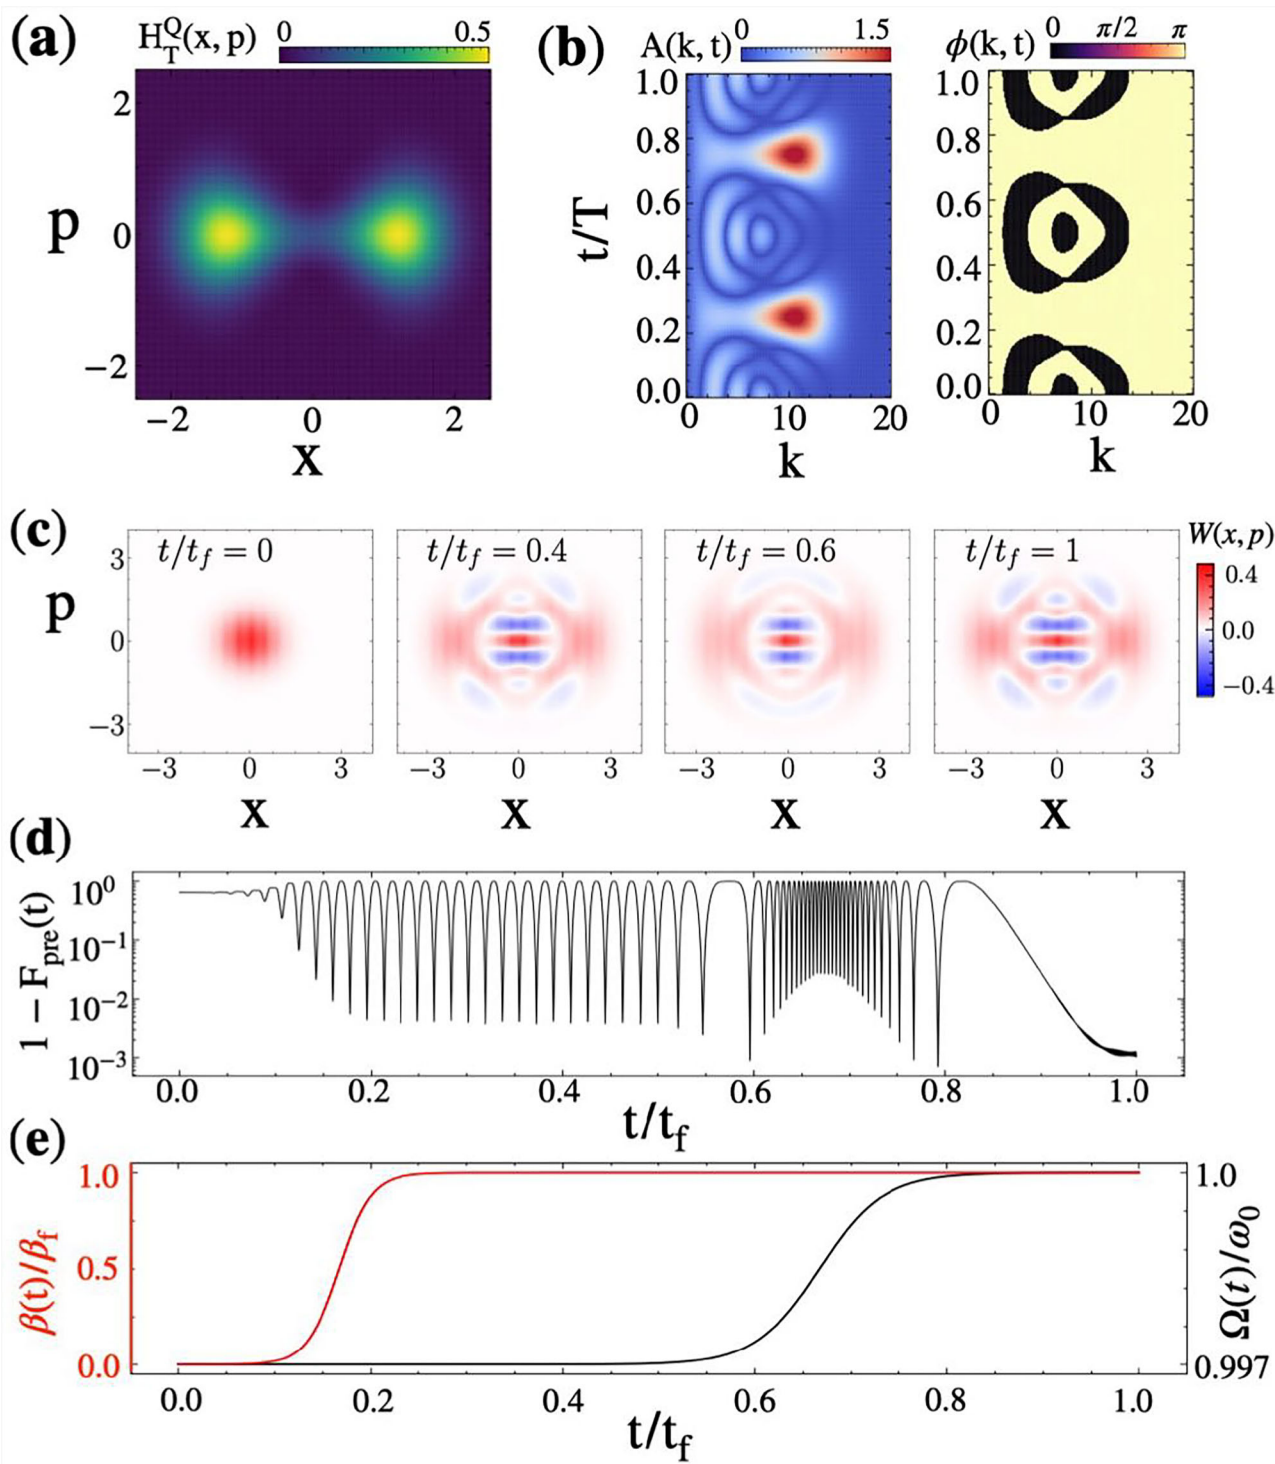 (a)
H_T^Q(x, p)
0
0.5
p
2
0
−2
−2
0
2
x
(b)
A(k, t)
0
1.5
t/T
1.0
0.8
0.6
0.4
0.2
0.0
0
10
20
k
ϕ(k, t)
0
π/2
π
1.0
0.8
0.6
0.4
0.2
0.0
0
10
20
k
(c)
t/t_f = 0
t/t_f = 0.4
t/t_f = 0.6
t/t_f = 1
W(x, p)
0.4
0.0
−0.4
p
3
0
−3
−3
0
3
−3
0
3
−3
0
3
−3
0
3
x
x
x
x
(d)
1 − F_pre(t)
10^0
10^−1
10^−2
10^−3
0.0
0.2
0.4
0.6
0.8
1.0
t/t_f
(e)
β(t)/β_f
1.0
0.5
0.0
Ω(t)/ω_0
1.0
0.997
0.0
0.2
0.4
0.6
0.8
1.0
t/t_f